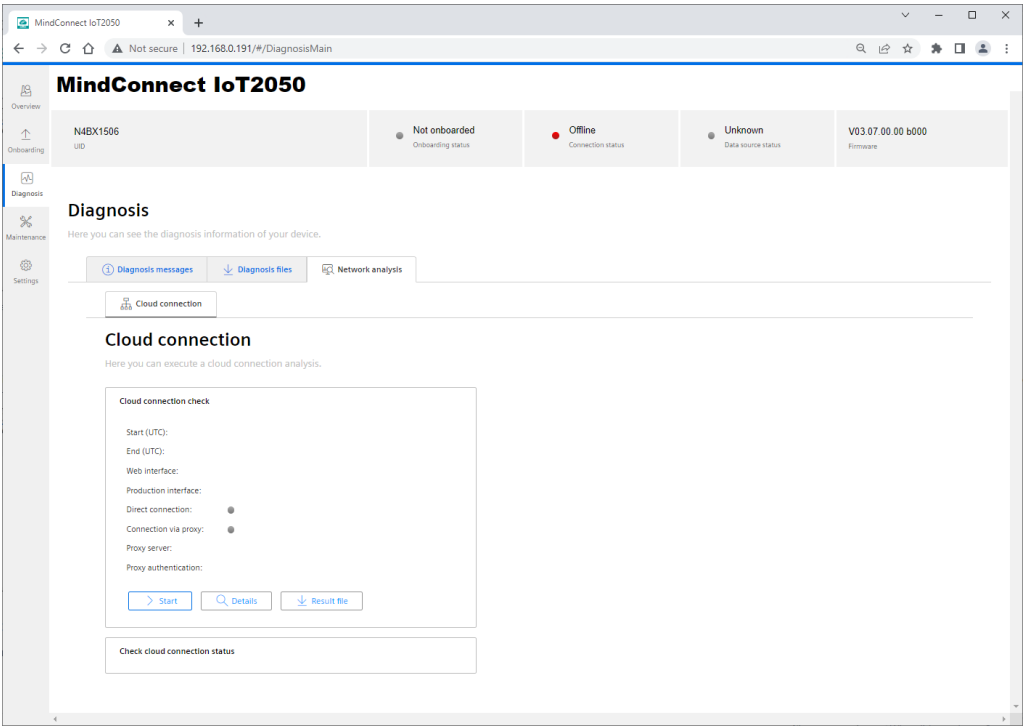 MindConnect IoT2050
Not secure | 192.168.0.191/#/DiagnosisMain
MindConnect IoT2050
Overview
Onboarding
Diagnosis
Maintenance
Settings
N4BX1506
UID
Not onboarded
Onboarding status
Offline
Connection status
Unknown
Data source status
V03.07.00.00 b000
Firmware
Diagnosis
Here you can see the diagnosis information of your device.
Diagnosis messages
Diagnosis files
Network analysis
Cloud connection
Cloud connection
Here you can execute a cloud connection analysis.
Cloud connection check
Start (UTC):
End (UTC):
Web interface:
Production interface:
Direct connection:
Connection via proxy:
Proxy server:
Proxy authentication:
Start
Details
Result file
Check cloud connection status